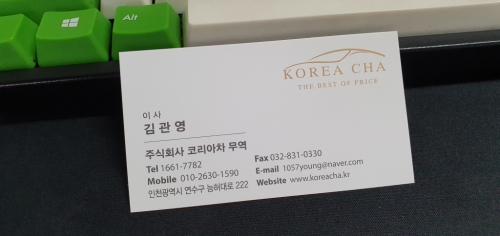 Alt
KOREA CHA
THE BEST OF PRICE
이 사
김 관 영
주식회사 코리아차 무역
Tel 1661-7782
Mobile 010-2630-1590
인천광역시 연수구 능허대로 222
Fax 032-831-0330
E-mail 1057young@naver.com
Website www.koreacha.kr